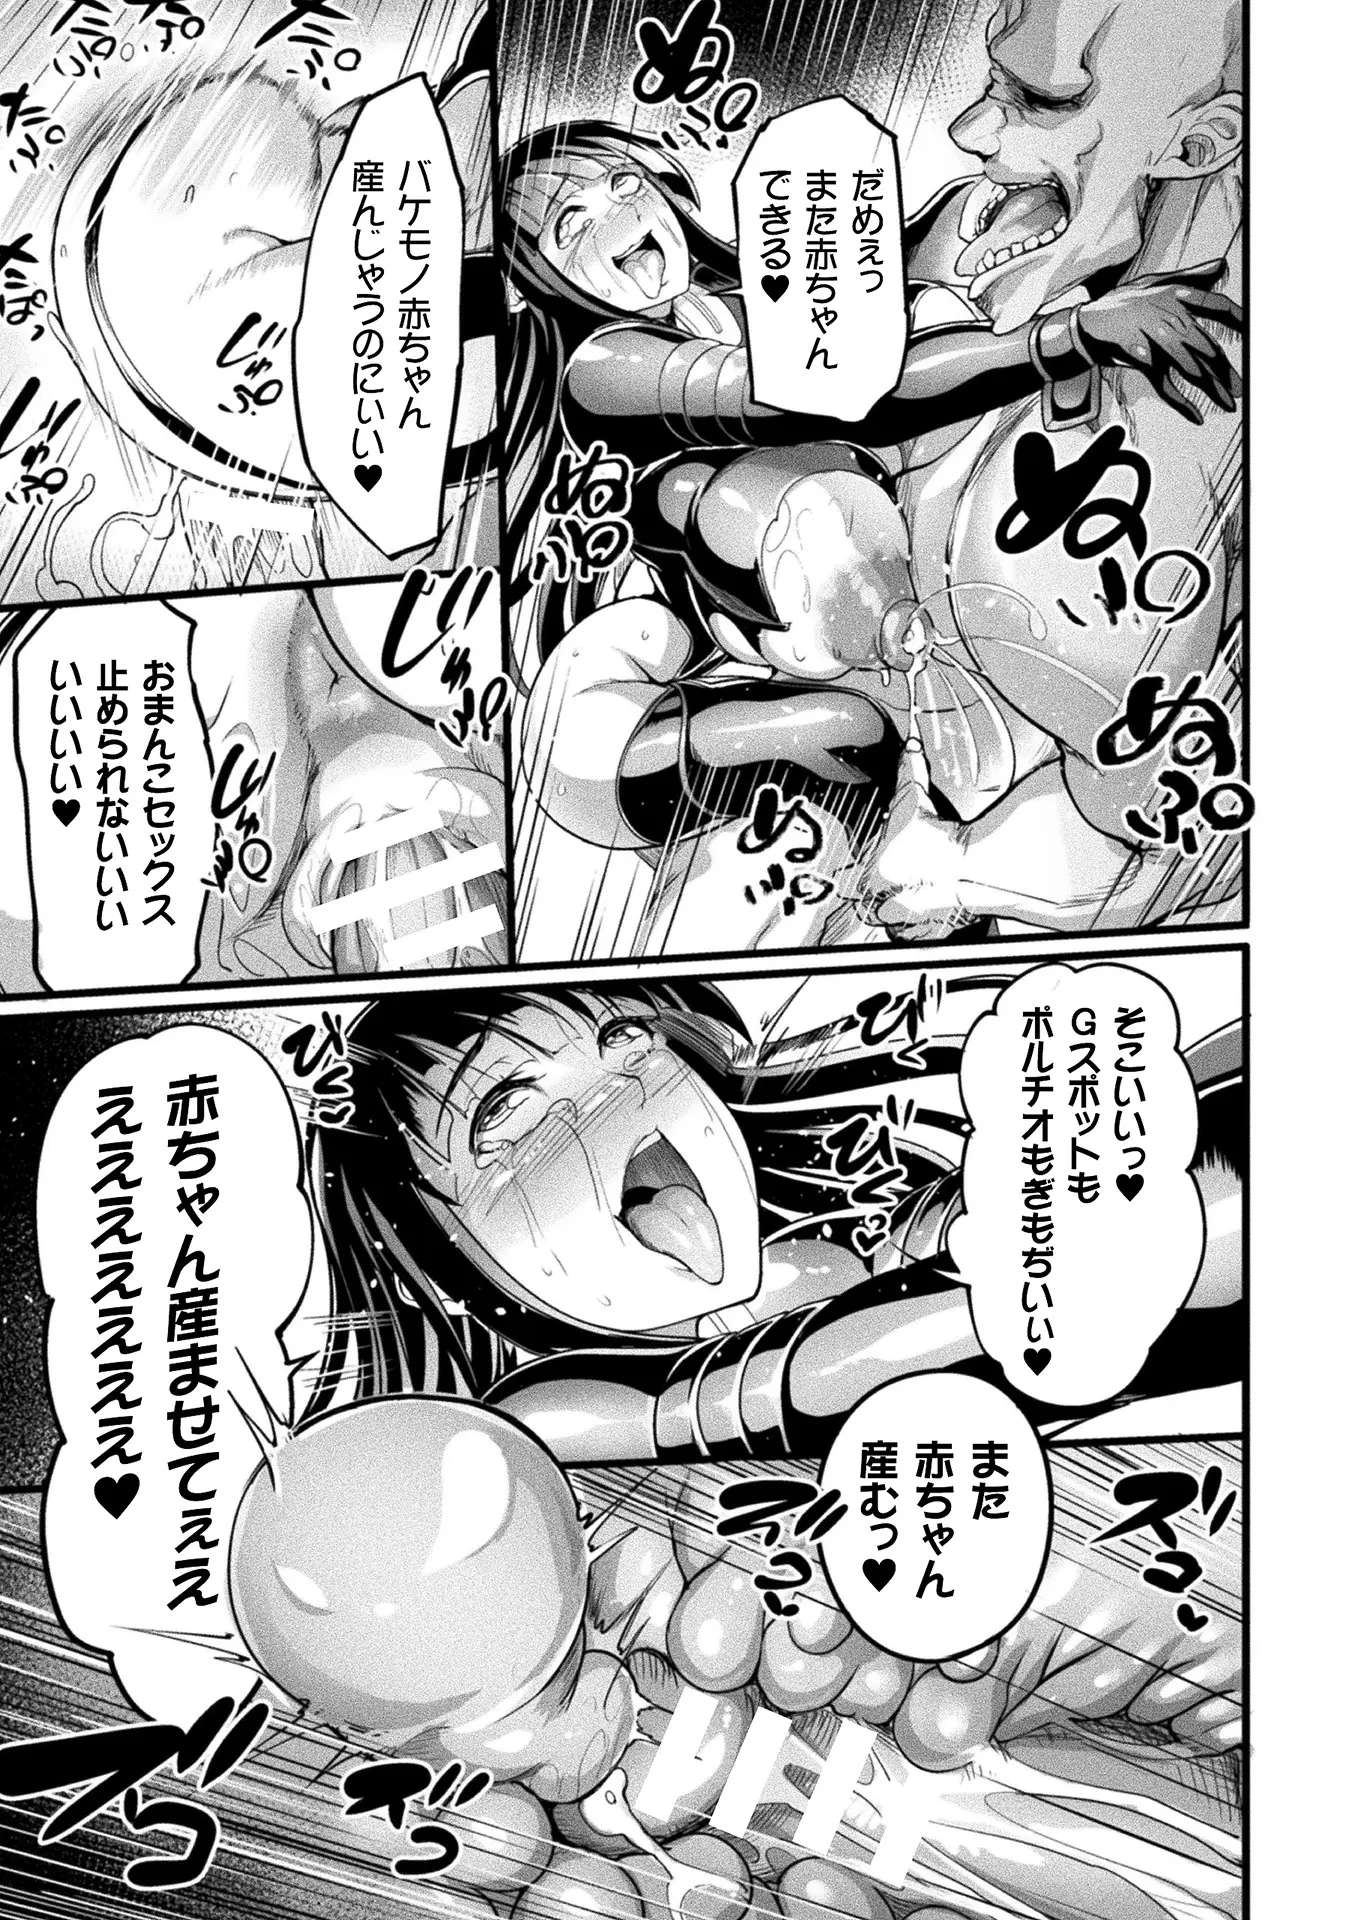 だめぇっ
また赤ちゃん
できる♥
バケモノ赤ちゃん
産んじゃうのにぃい♥
おまんこセックス
止められないいい
いいいい♥
そこいいっ♥
Gスポットも
ポルチオもぎもぢいい♥
また
赤ちゃん
産むっ♥
赤ちゃん産ませてぇええ
ええええええええ♥